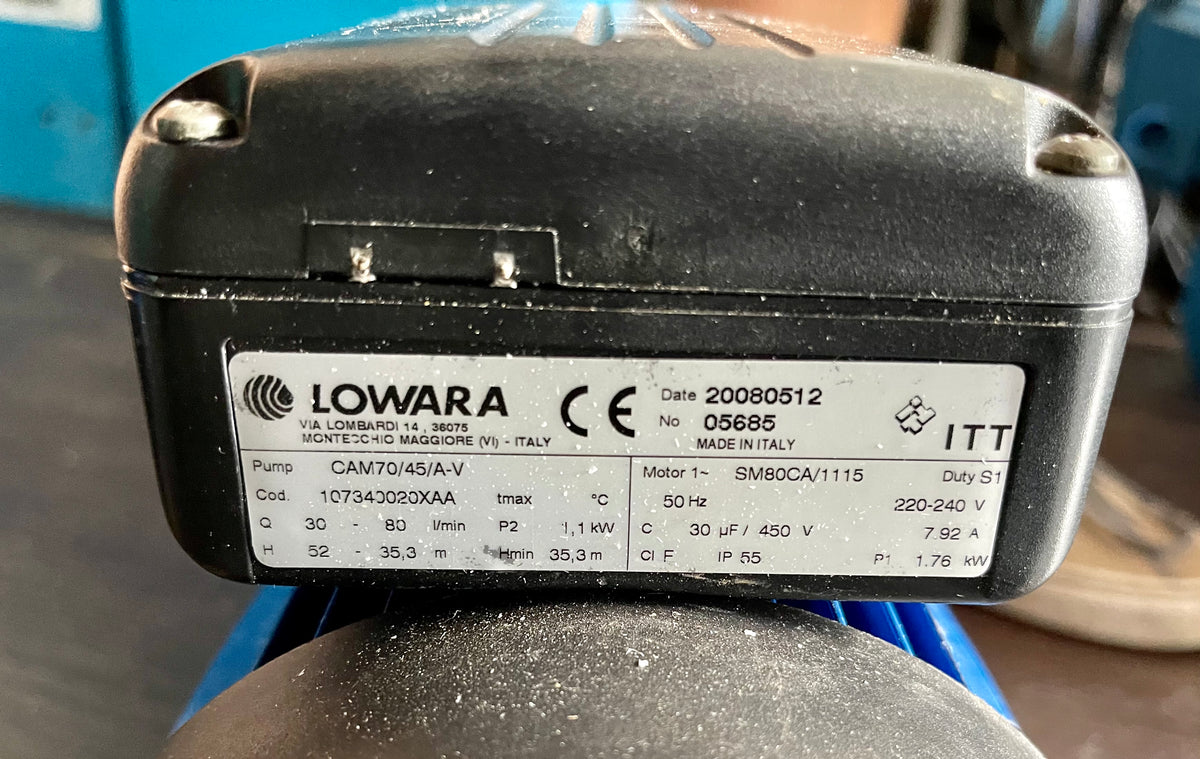 LOWARA
VIA LOMBARDI 14 , 36075
MONTECCHIO MAGGIORE (VI) - ITALY
CE
Date 20080512
No 05685
MADE IN ITALY
ITT
Pump CAM70/45/A-V
Cod. 107340020XAA tmax °C
Q 30 - 80 l/min P2 1,1 kW
H 52 - 35,3 m Hmin 35,3 m
Motor 1~ SM80CA/1115 Duty S1
50 Hz 220-240 V
C 30 µF / 450 V 7.92 A
Cl F IP 55 P1 1.76 kW